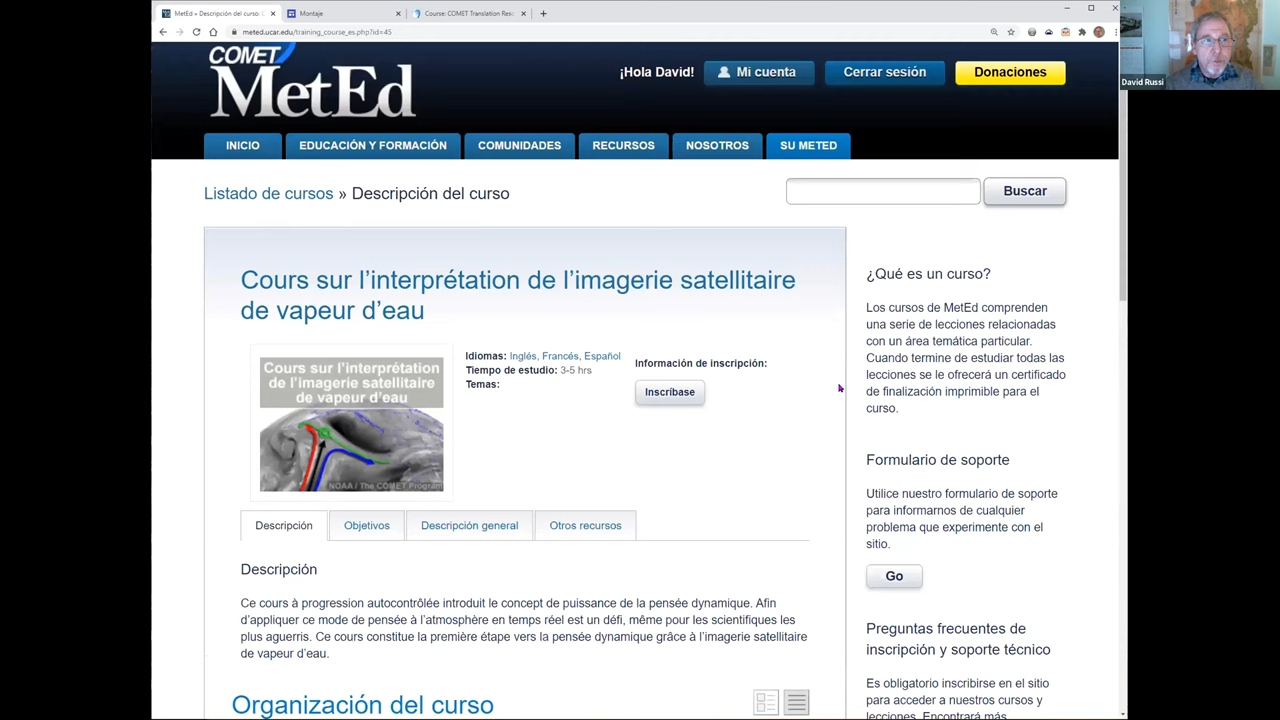 MetEd » Descripción del curso: C
Montaje
Course: COMET Translation Res
meted.ucar.edu/training_course_es.php?id=45
COMET
MetEd
¡Hola David!
Mi cuenta
Cerrar sesión
Donaciones
INICIO
EDUCACIÓN Y FORMACIÓN
COMUNIDADES
RECURSOS
NOSOTROS
SU METED
David Russi
Listado de cursos » Descripción del curso
Buscar
Cours sur l’interprétation de l’imagerie satellitaire
de vapeur d’eau
Cours sur l’interprétation
de l’imagerie satellitaire
de vapeur d’eau
NOAA / The COMET Program
Idiomas: Inglés, Francés, Español
Tiempo de estudio: 3-5 hrs
Temas:
Información de inscripción:
Inscríbase
Descripción
Objetivos
Descripción general
Otros recursos
Descripción
Ce cours à progression autocontrôlée introduit le concept de puissance de la pensée dynamique. Afin
d’appliquer ce mode de pensée à l’atmosphère en temps réel est un défi, même pour les scientifiques les
plus aguerris. Ce cours constitue la première étape vers la pensée dynamique grâce à l’imagerie satellitaire
de vapeur d’eau.
Organización del curso
¿Qué es un curso?
Los cursos de MetEd comprenden
una serie de lecciones relacionadas
con un área temática particular.
Cuando termine de estudiar todas las
lecciones se le ofrecerá un certificado
de finalización imprimible para el
curso.
Formulario de soporte
Utilice nuestro formulario de soporte
para informarnos de cualquier
problema que experimente con el
sitio.
Go
Preguntas frecuentes de
inscripción y soporte técnico
Es obligatorio inscribirse en el sitio
para acceder a nuestros cursos y
lecciones. Encontrará más